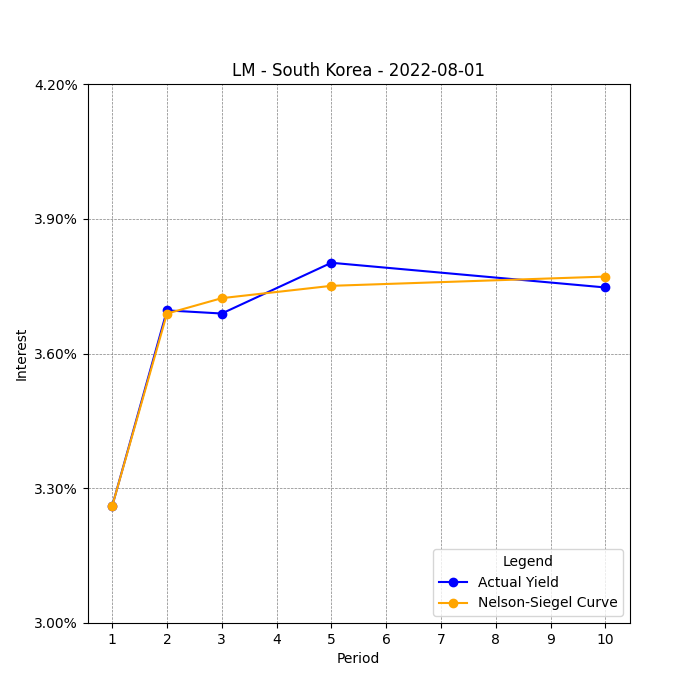 LM - South Korea - 2022-08-01
4.20%
3.90%
3.60%
3.30%
3.00%
Interest
1 2 3 4 5 6 7 8 9 10
Period
Legend
Actual Yield
Nelson-Siegel Curve